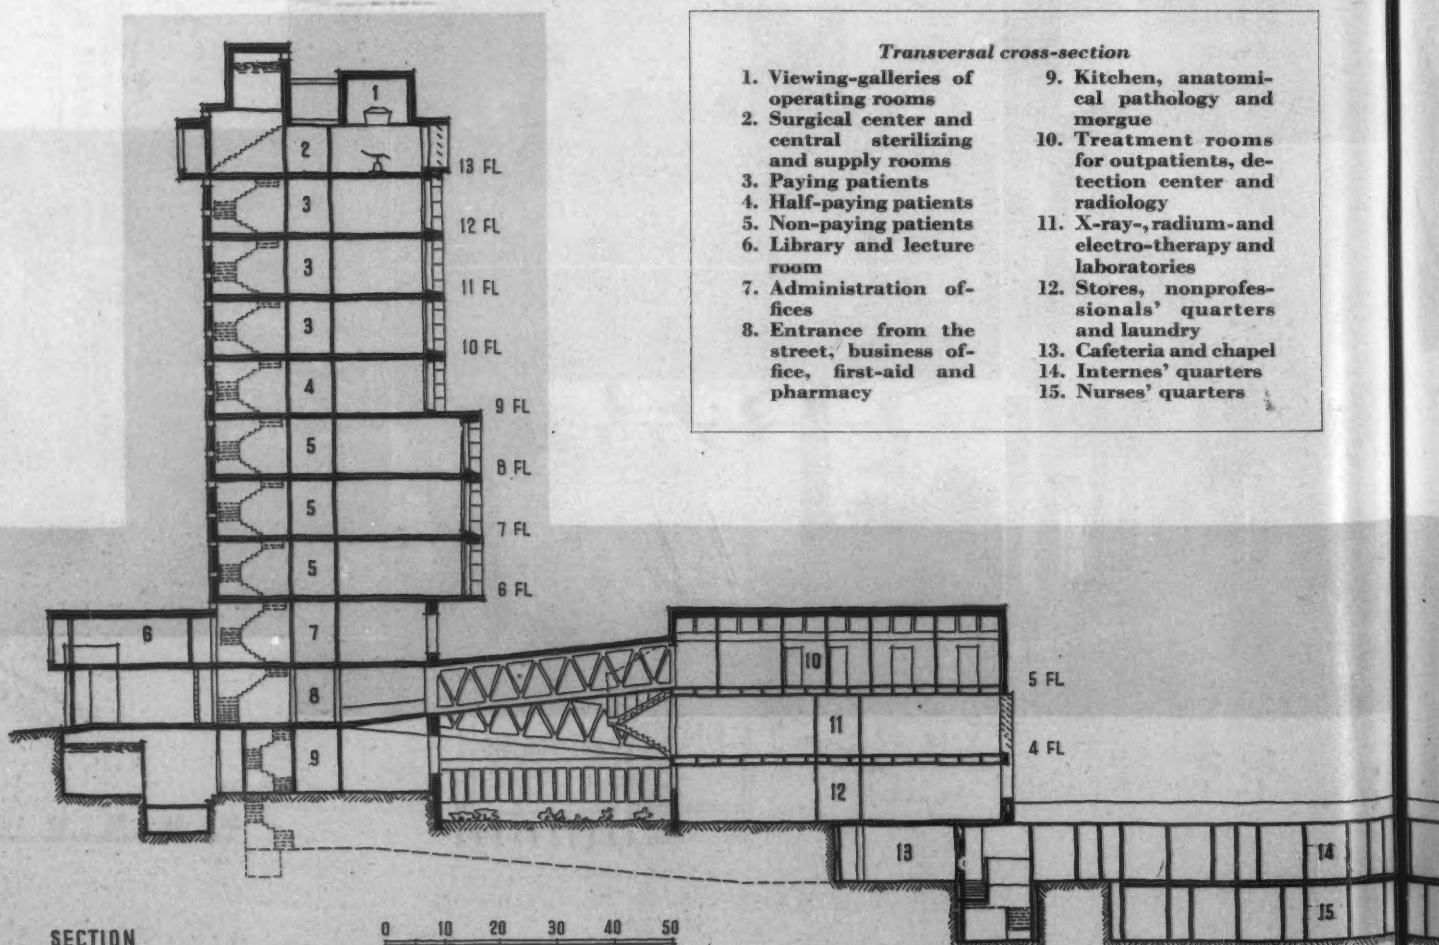 Transversal cross-section
1. Viewing-galleries of
operating rooms
2. Surgical center and
central sterilizing
and supply rooms
3. Paying patients
4. Half-paying patients
5. Non-paying patients
6. Library and lecture
room
7. Administration of-
fices
8. Entrance from the
street, business of-
fice, first-aid and
pharmacy
9. Kitchen, anatomi-
cal pathology and
morgue
10. Treatment rooms
for outpatients, de-
tection center and
radiology
11. X-ray-, radium-and
electro-therapy and
laboratories
12. Stores, nonprofes-
sionals' quarters
and laundry
13. Cafeteria and chapel
14. Internes' quarters
15. Nurses' quarters
1
2
13 FL
3
12 FL
3
11 FL
3
10 FL
4
9 FL
5
8 FL
5
7 FL
5
6 FL
6
7
10
5 FL
8
11
4 FL
9
12
13
14
15
SECTION
0 10 20 30 40 50